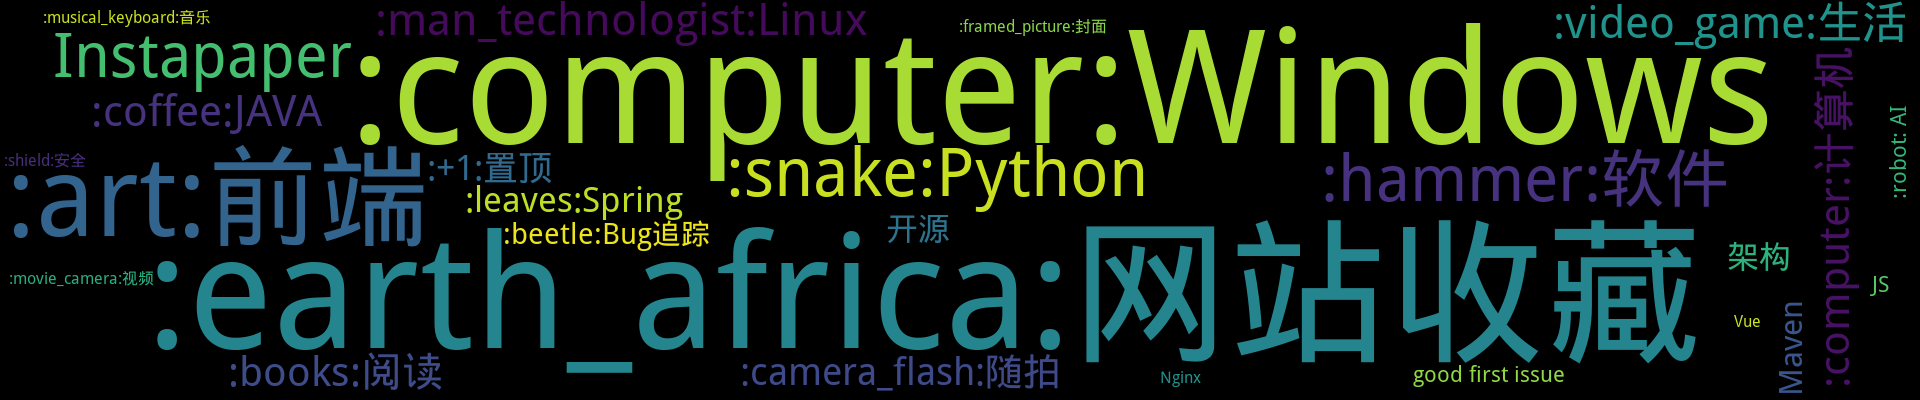 :musical_keyboard:音乐
:man_technologist:Linux
:framed_picture:封面
:video_game:生活
Instapaper
:computer:Windows
:coffee:JAVA
:computer:计算机
:robot: AI
:shield:安全
:art:前端
:+1:置顶
:snake:Python
:hammer:软件
:leaves:Spring
:beetle:Bug追踪
开源
:earth_africa:网站收藏
架构
:movie_camera:视频
JS
Vue
Maven
:books:阅读
:camera_flash:随拍
Nginx
good first issue